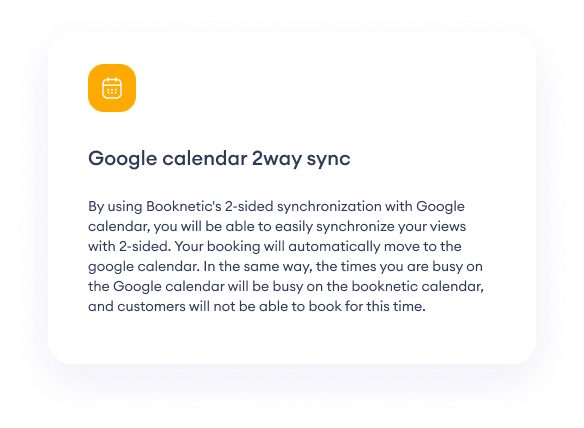 Google calendar 2way sync
By using Booknetic's 2-sided synchronization with Google
calendar, you will be able to easily synchronize your views
with 2-sided. Your booking will automatically move to the
google calendar. In the same way, the times you are busy on
the Google calendar will be busy on the booknetic calendar,
and customers will not be able to book for this time.